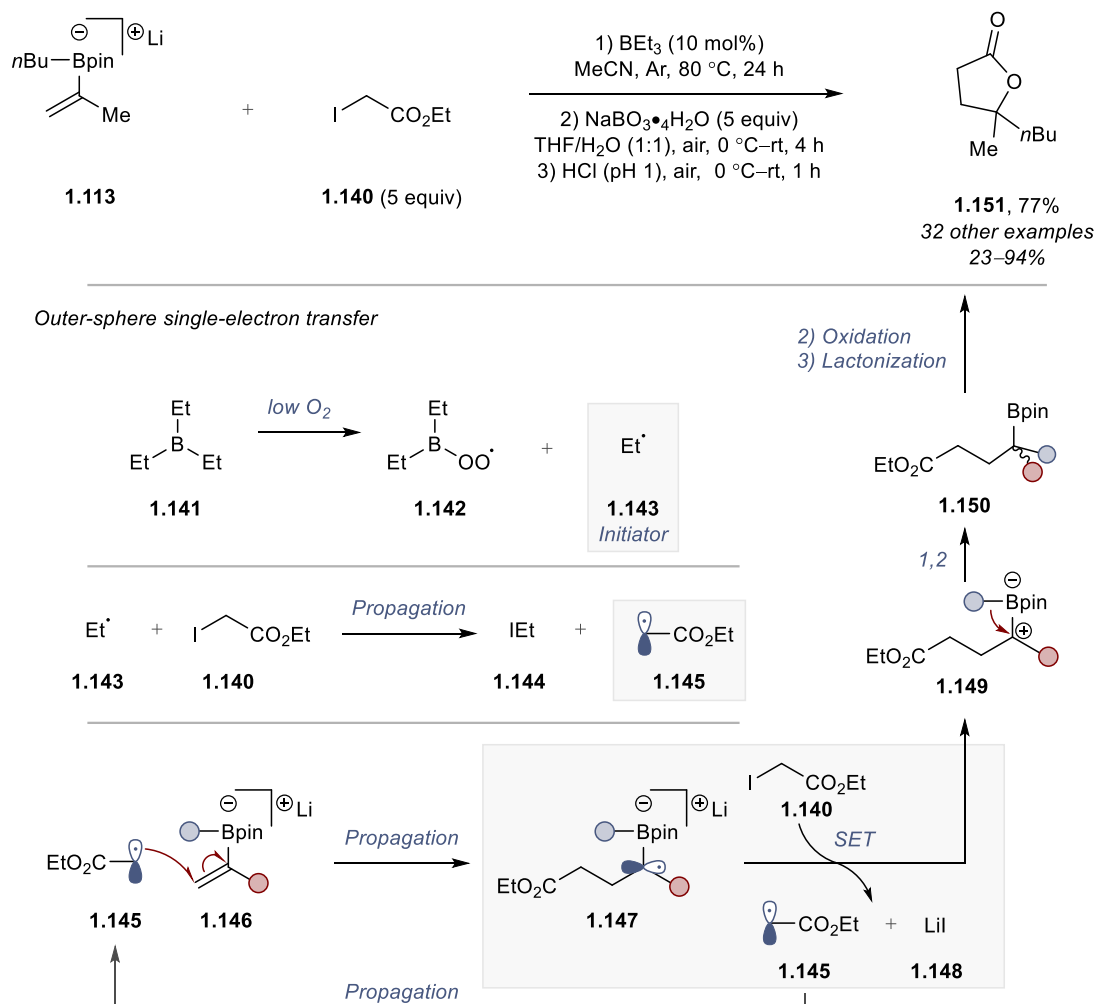 ⊖ ⊕Li
nBu Bpin
Me
1.113
+
I CO2Et
1.140 (5 equiv)
1) BEt3 (10 mol%)
MeCN, Ar, 80 °C, 24 h
2) NaBO3•4H2O (5 equiv)
THF/H2O (1:1), air, 0 °C–rt, 4 h
3) HCl (pH 1), air, 0 °C–rt, 1 h
O
O
Me nBu
1.151, 77%
32 other examples
23–94%
Outer-sphere single-electron transfer
2) Oxidation
3) Lactonization
Et
B
Et Et
1.141
low O2
Et
B
Et OO•
1.142
+
Et•
1.143
Initiator
Bpin
EtO2C
1.150
1,2
Et•
1.143
+
I CO2Et
1.140
Propagation
IEt
1.144
+
CO2Et
1.145
⊖
Bpin
⊕
EtO2C
1.149
EtO2C
1.145
⊖ ⊕Li
Bpin
1.146
Propagation
⊖ ⊕Li
Bpin
EtO2C
1.147
I CO2Et
1.140
SET
CO2Et
1.145
+
LiI
1.148
Propagation